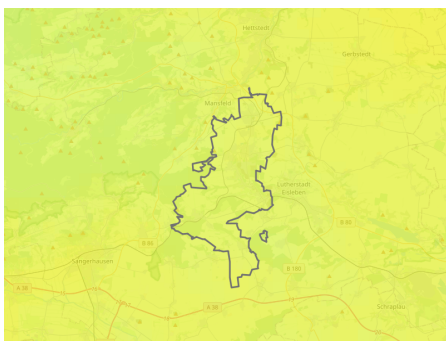 Hettstedt
Gerbstedt
Mansfeld
Lutherstadt
Eisleben
B 80
B 86
Sangerhausen
B 180
A 38
A 38
Schraplau